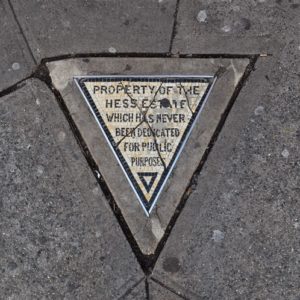 PROPERTY OF THE
HESS ESTATE
WHICH HAS NEVER
BEEN DEDICATED
FOR PUBLIC
PURPOSES